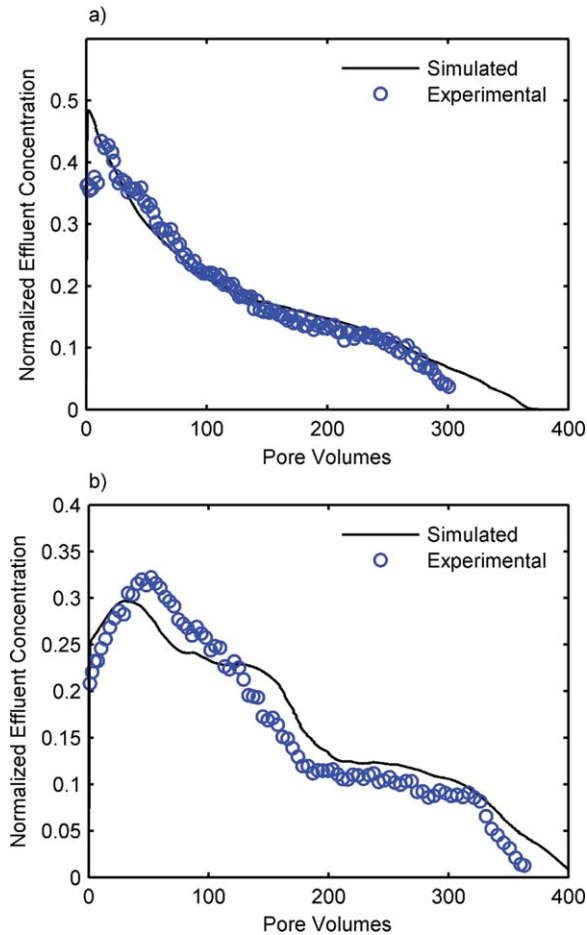 a)
Normalized Effluent Concentration
0.5
0.4
0.3
0.2
0.1
0
Simulated
Experimental
0 100 200 300 400
Pore Volumes
b)
Normalized Effluent Concentration
0.4
0.35
0.3
0.25
0.2
0.15
0.1
0.05
0
Simulated
Experimental
0 100 200 300 400
Pore Volumes